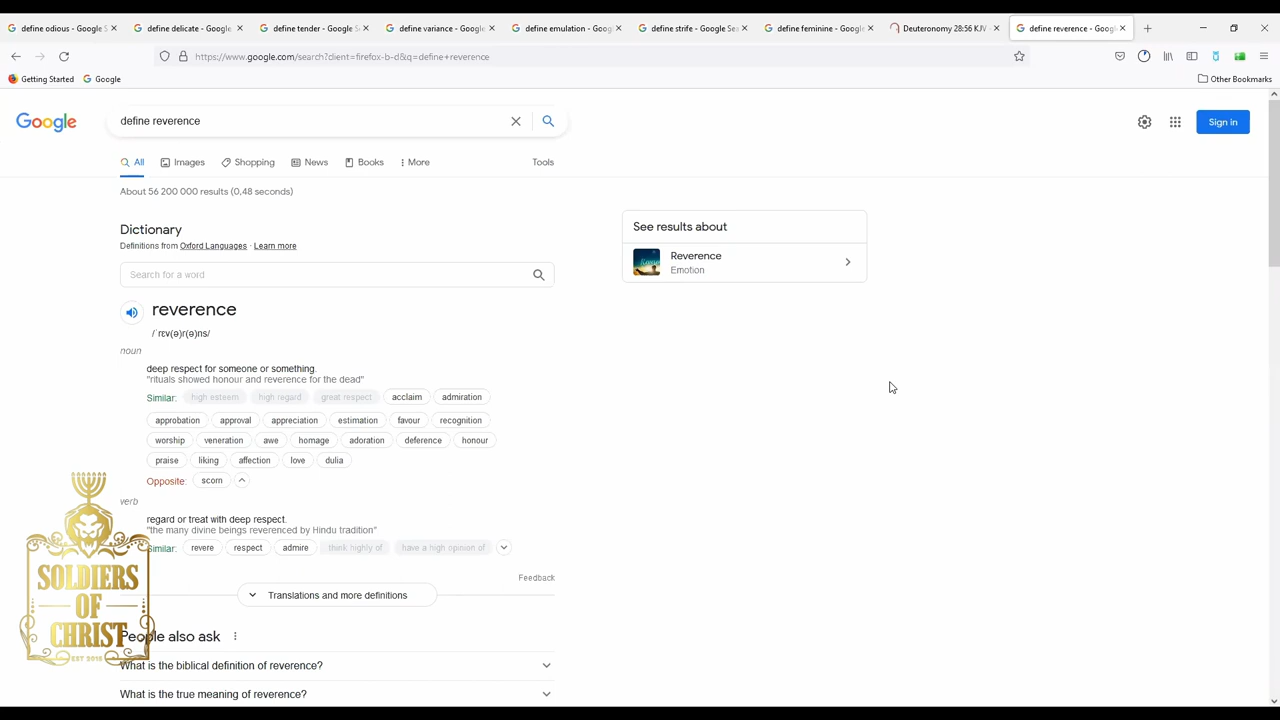 define odious - Google S
define delicate - Google
define tender - Google S
define variance - Google
define emulation - Google
define strife - Google Sea
define feminine - Google
Deuteronomy 28:56 KJV -
define reverence - Google
https://www.google.com/search?client=firefox-b-d&q=define+reverence
Getting Started
Google
Other Bookmarks
Google
define reverence
Sign in
All
Images
Shopping
News
Books
More
Tools
About 56 200 000 results (0,48 seconds)
Dictionary
Definitions from Oxford Languages · Learn more
Search for a word
See results about
Reverence
Emotion
reverence
/ˈrɛv(ə)r(ə)ns/
noun
deep respect for someone or something.
"rituals showed honour and reverence for the dead"
Similar: high esteem high regard great respect acclaim admiration
approbation approval appreciation estimation favour recognition
worship veneration awe homage adoration deference honour
praise liking affection love dulia
Opposite: scorn
verb
regard or treat with deep respect.
"the many divine beings reverenced by Hindu tradition"
Similar: revere respect admire think highly of have a high opinion of
Feedback
Translations and more definitions
People also ask
What is the biblical definition of reverence?
What is the true meaning of reverence?
SOLDIERS
OF
CHRIST
EST 2015